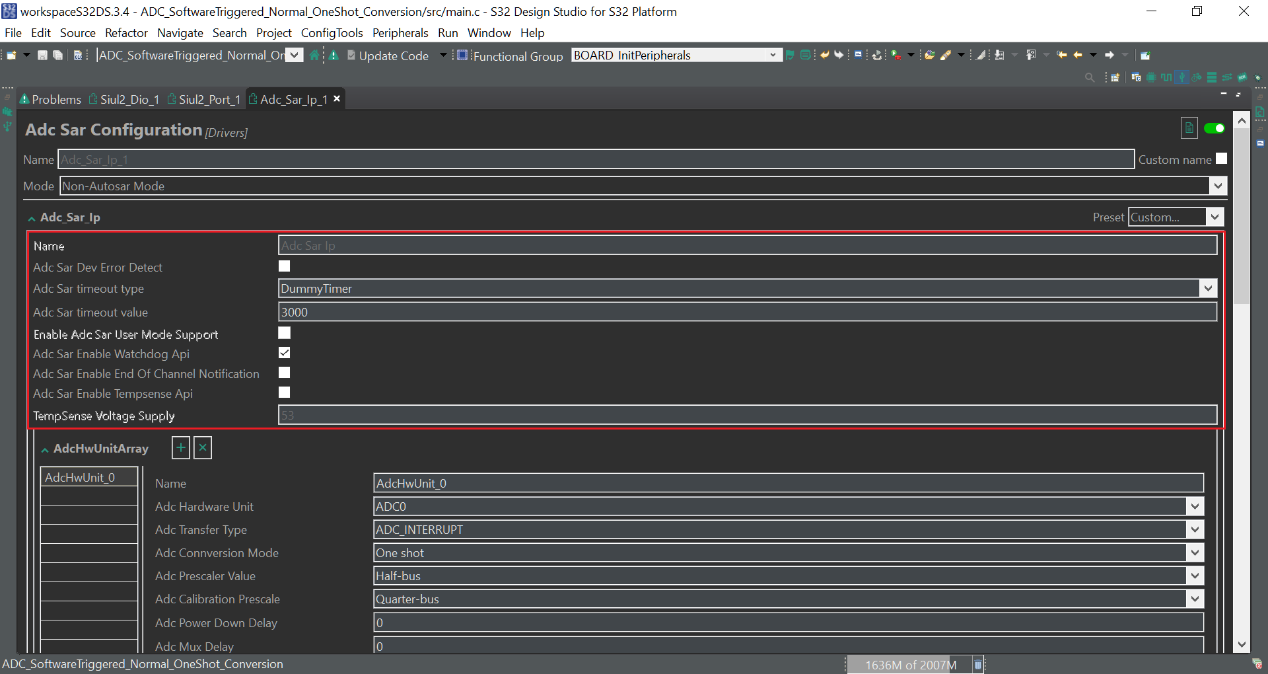 workspaceS32DS.3.4 - ADC_SoftwareTriggered_Normal_OneShot_Conversion/src/main.c - S32 Design Studio for S32 Platform
File Edit Source Refactor Navigate Search Project ConfigTools Peripherals Run Window Help
ADC_SoftwareTriggered_Normal_Or Update Code Functional Group BOARD_InitPeripherals
Problems Siul2_Dio_1 Siul2_Port_1 Adc_Sar_Ip_1
Adc Sar Configuration [Drivers]
Name Adc_Sar_Ip_1 Custom name
Mode Non-Autosar Mode
Adc_Sar_Ip Preset Custom...
Name Adc Sar Ip
Adc Sar Dev Error Detect
Adc Sar timeout type DummyTimer
Adc Sar timeout value 3000
Enable Adc Sar User Mode Support
Adc Sar Enable Watchdog Api
Adc Sar Enable End Of Channel Notification
Adc Sar Enable Tempsense Api
TempSense Voltage Supply 53
AdcHwUnitArray
AdcHwUnit_0 Name AdcHwUnit_0
Adc Hardware Unit ADC0
Adc Transfer Type ADC_INTERRUPT
Adc Connversion Mode One shot
Adc Prescaler Value Half-bus
Adc Calibration Prescale Quarter-bus
Adc Power Down Delay 0
Adc Mux Delay 0
ADC_SoftwareTriggered_Normal_OneShot_Conversion 1636M of 2007M